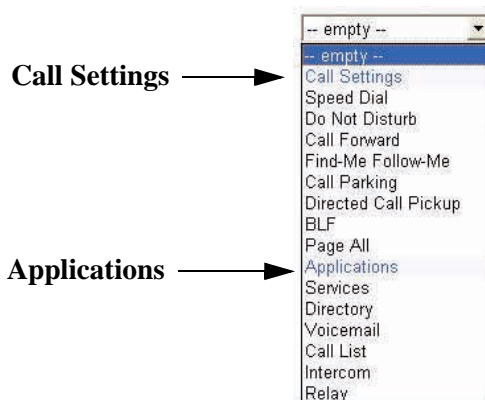 -- empty --
-- empty --
Call Settings
Call Settings
Speed Dial
Do Not Disturb
Call Forward
Find-Me Follow-Me
Call Parking
Directed Call Pickup
BLF
Page All
Applications
Applications
Services
Directory
Voicemail
Call List
Intercom
Relay